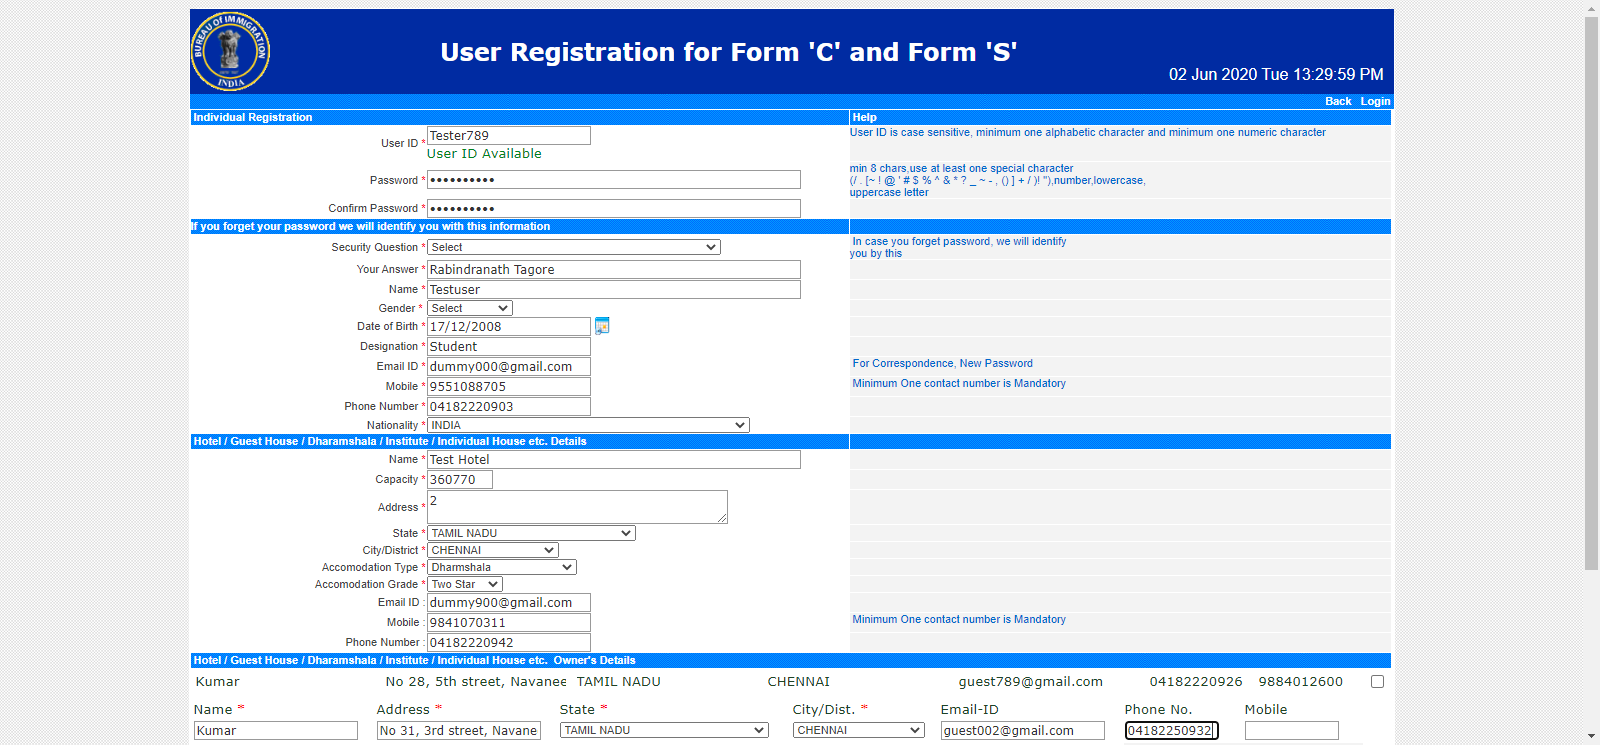 BUREAU OF IMMIGRATION
INDIA
User Registration for Form 'C' and Form 'S'
02 Jun 2020 Tue 13:29:59 PM
Back Login
Individual Registration
Help
User ID *
Tester789
User ID is case sensitive, minimum one alphabetic character and minimum one numeric character
User ID Available
Password *
••••••••••
min 8 chars,use at least one special character
(/ . [~ ! @ ' # $ % ^ & * ? _ ~ - , () ] + / )! "),number,lowercase,
uppercase letter
Confirm Password *
••••••••••
If you forget your password we will identify you with this information
Security Question *
Select
In case you forget password, we will identify
you by this
Your Answer *
Rabindranath Tagore
Name *
Testuser
Gender *
Select
Date of Birth *
17/12/2008
Designation *
Student
Email ID *
dummy000@gmail.com
For Correspondence, New Password
Mobile *
9551088705
Minimum One contact number is Mandatory
Phone Number *
04182220903
Nationality *
INDIA
Hotel / Guest House / Dharamshala / Institute / Individual House etc. Details
Name *
Test Hotel
Capacity *
360770
Address *
2
State *
TAMIL NADU
City/District *
CHENNAI
Accomodation Type *
Dharmshala
Accomodation Grade *
Two Star
Email ID :
dummy900@gmail.com
Mobile :
9841070311
Minimum One contact number is Mandatory
Phone Number :
04182220942
Hotel / Guest House / Dharamshala / Institute / Individual House etc. Owner's Details
Kumar No 28, 5th street, Navanee TAMIL NADU CHENNAI guest789@gmail.com 04182220926 9884012600
Name * Address * State * City/Dist. * Email-ID Phone No. Mobile
Kumar No 31, 3rd street, Navane TAMIL NADU CHENNAI guest002@gmail.com 04182250932